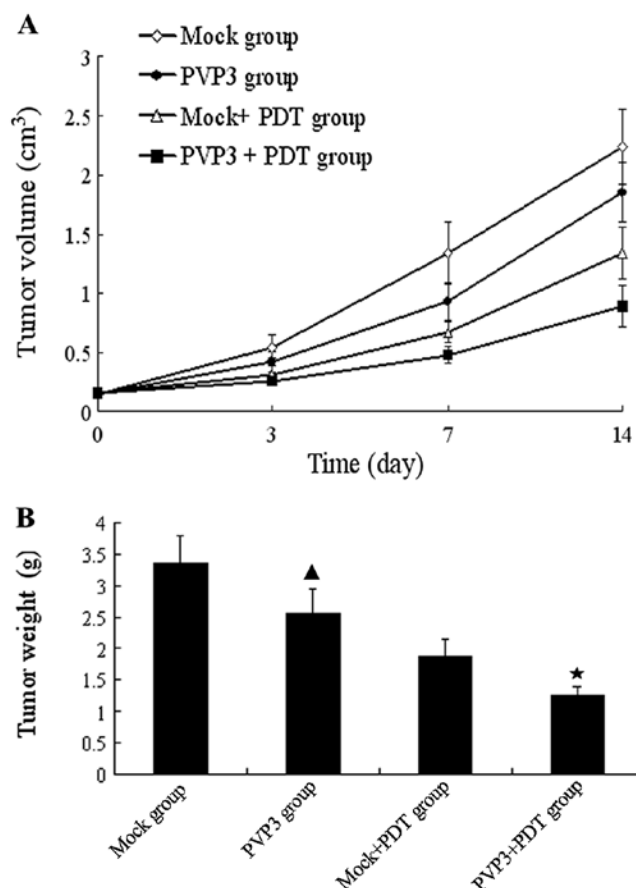 A
Mock group
PVP3 group
Mock+ PDT group
PVP3 + PDT group
Tumor volume (cm³)
3
2.5
2
1.5
1
0.5
0
0 3 7 14
Time (day)
B
Tumor weight (g)
4
3.5
3
2.5
2
1.5
1
0.5
0
Mock group
PVP3 group
Mock+PDT group
PVP3+PDT group